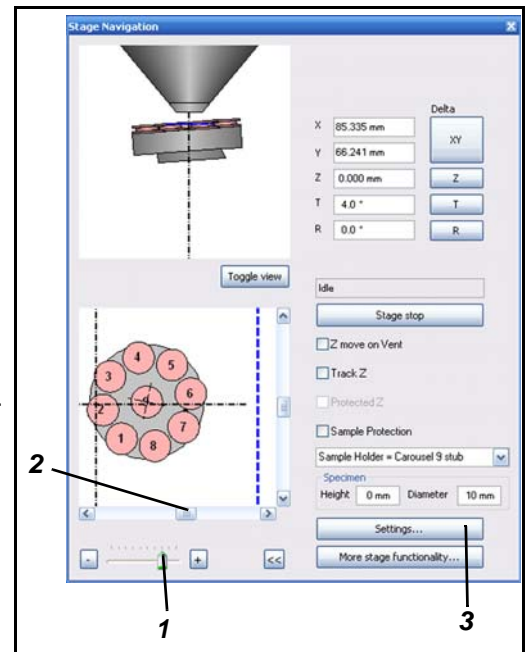 Stage Navigation
Delta
X 85.335 mm XY
Y 66.241 mm
Z 0.000 mm Z
T 4.0 ° T
R 0.0 ° R
Toggle view
Idle
Stage stop
Z move on Vent
Track Z
Protected Z
Sample Protection
Sample Holder = Carousel 9 stub
Specimen
Height 0 mm Diameter 10 mm
Settings...
More stage functionality...
4
5
3
9
6
2
7
1
8
- + <<
2
1
3